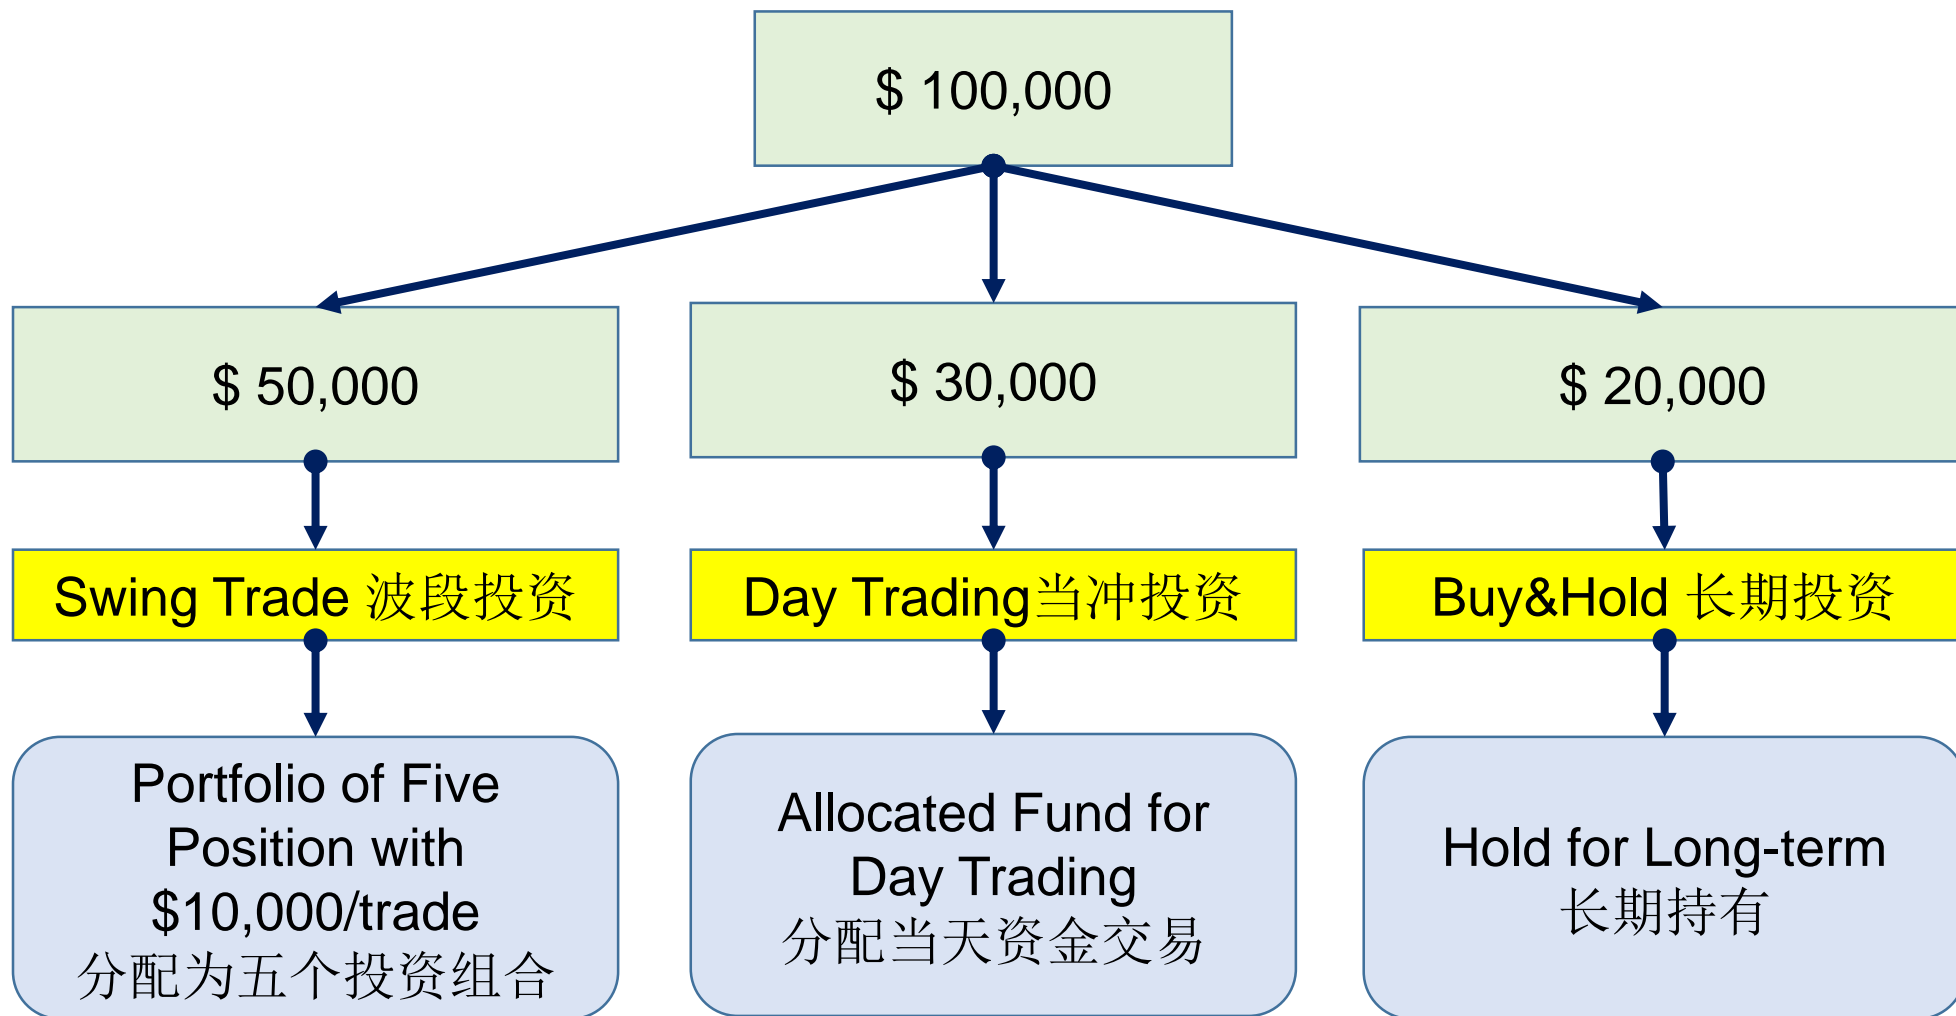 $ 100,000
$ 50,000
$ 30,000
$ 20,000
Swing Trade 波段投资
Day Trading当冲投资
Buy&Hold 长期投资
Portfolio of Five
Position with
$10,000/trade
分配为五个投资组合
Allocated Fund for
Day Trading
分配当天资金交易
Hold for Long-term
长期持有